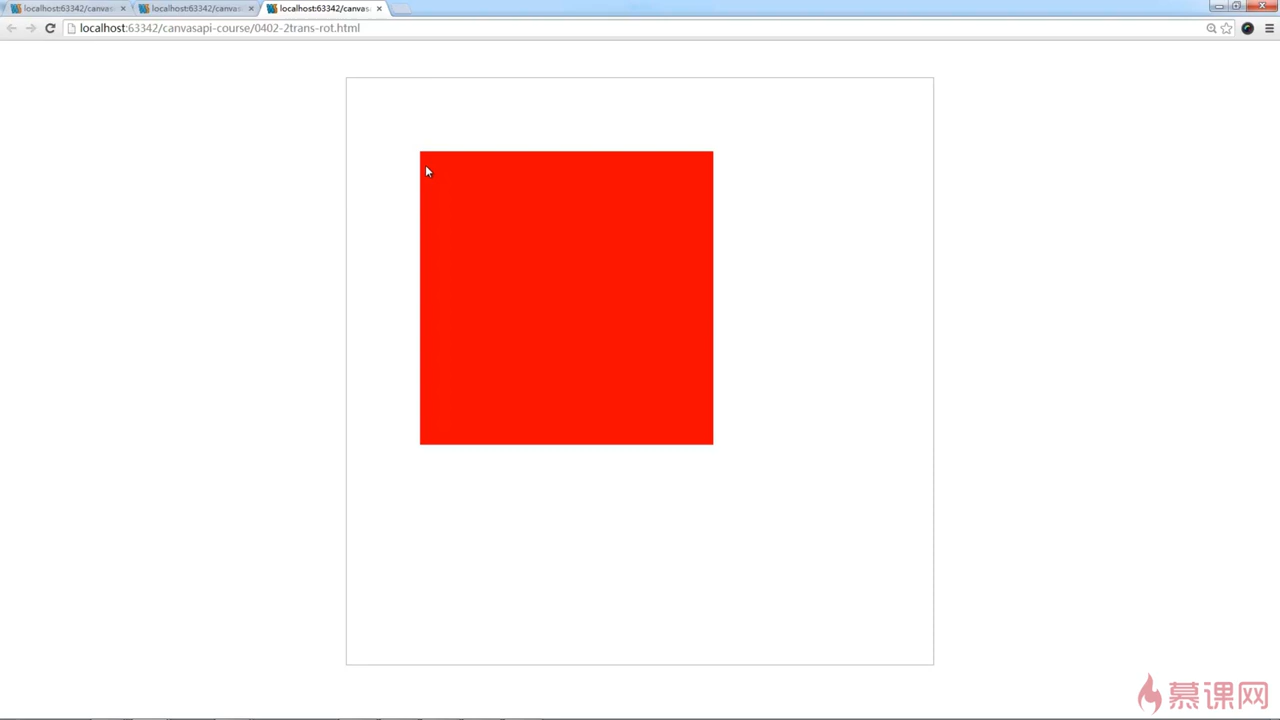 localhost:63342/canvas
localhost:63342/canvas
localhost:63342/canvas
localhost:63342/canvasapi-course/0402-2trans-rot.html
慕课网